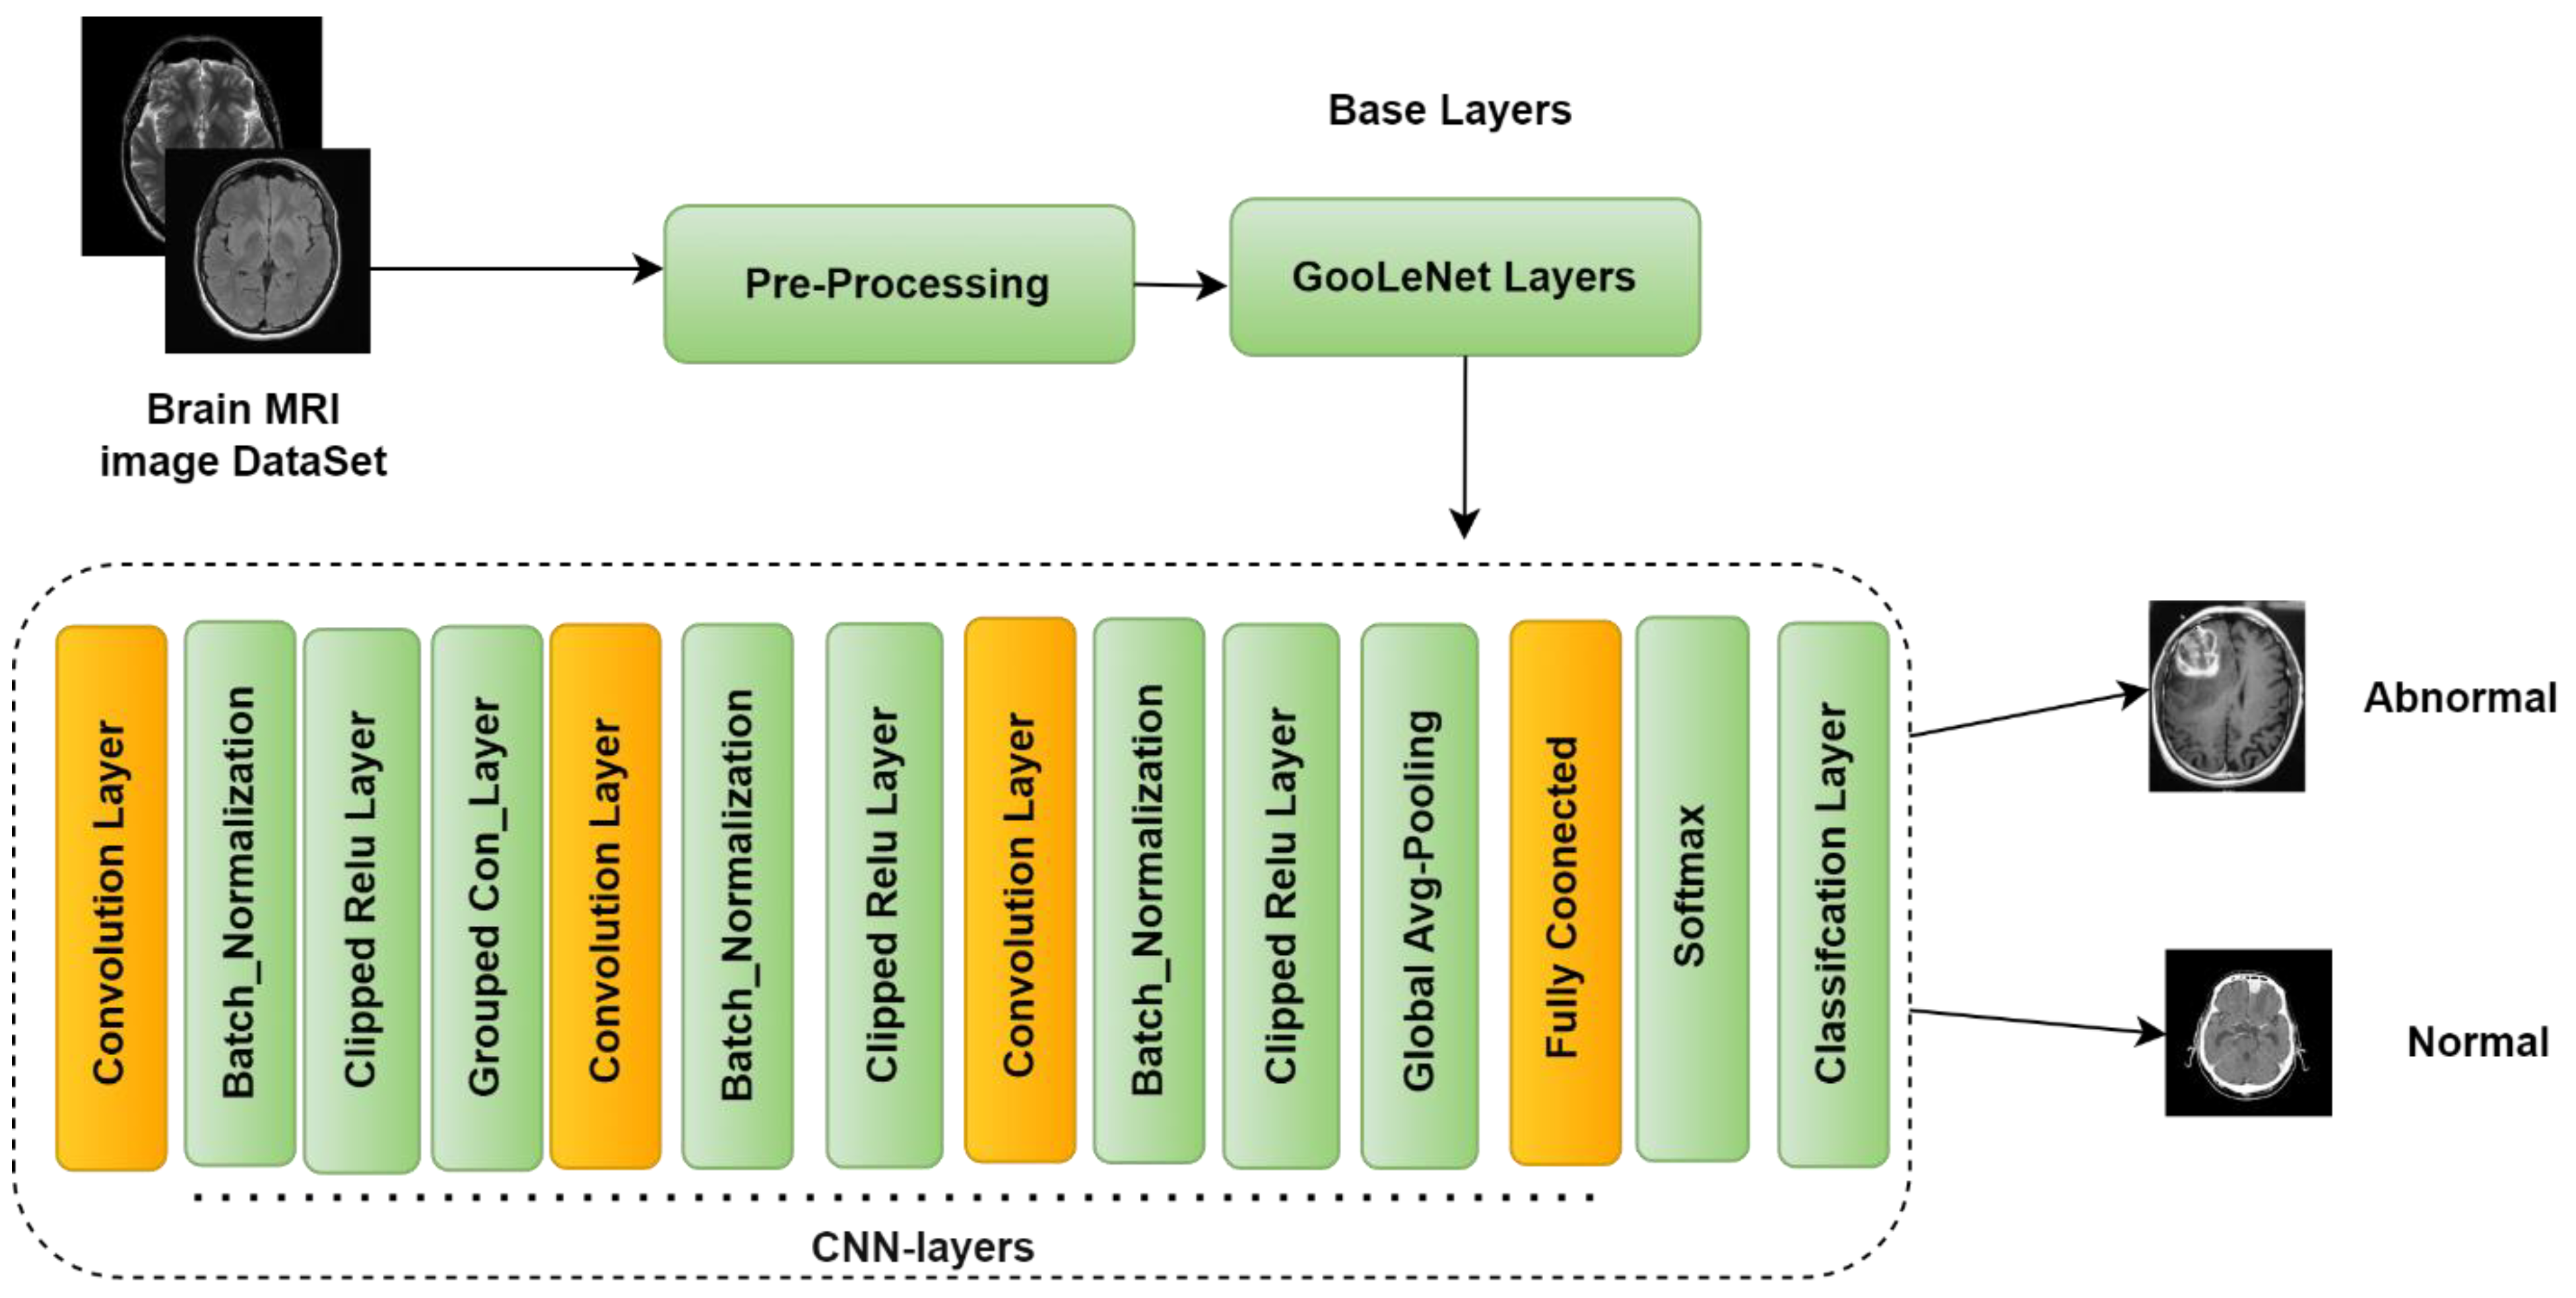 Base Layers
Pre-Processing
GooLeNet Layers
Brain MRI
image DataSet
Convolution Layer
Batch_Normalization
Clipped Relu Layer
Grouped Con_Layer
Convolution Layer
Batch_Normalization
Clipped Relu Layer
Convolution Layer
Batch_Normalization
Clipped Relu Layer
Global Avg-Pooling
Fully Coonected
Softmax
Classifcation Layer
CNN-layers
Abnormal
Normal